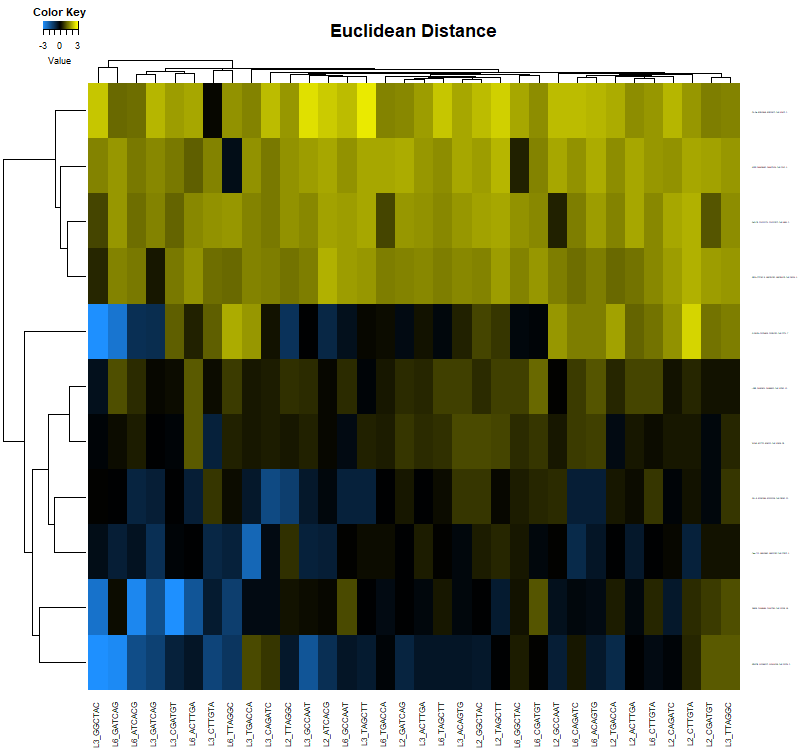 Color Key
-3 0 3
Value
Euclidean Distance
L3_GGCTAC
L6_GATCAG
L6_ATCACG
L3_GATCAG
L3_CGATGT
L6_ACTTGA
L3_CTTGTA
L6_TTAGGC
L3_TGACCA
L3_CAGATC
L2_TTAGGC
L3_GCCAAT
L2_ATCACG
L6_GCCAAT
L3_TAGCTT
L6_TGACCA
L2_GATCAG
L3_ACTTGA
L6_TAGCTT
L3_ACAGTG
L2_GGCTAC
L2_TAGCTT
L6_GGCTAC
L6_CGATGT
L2_GCCAAT
L6_CAGATC
L6_ACAGTG
L2_TGACCA
L2_ACTTGA
L6_CTTGTA
L2_CAGATC
L2_CTTGTA
L2_CGATGT
L3_TTAGGC